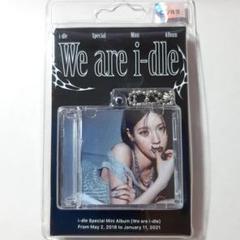 i-dle Special Mini Album
We are i-dle
i-dle Special Mini Album [We are i-dle]
From May 2, 2018 to January 11, 2021